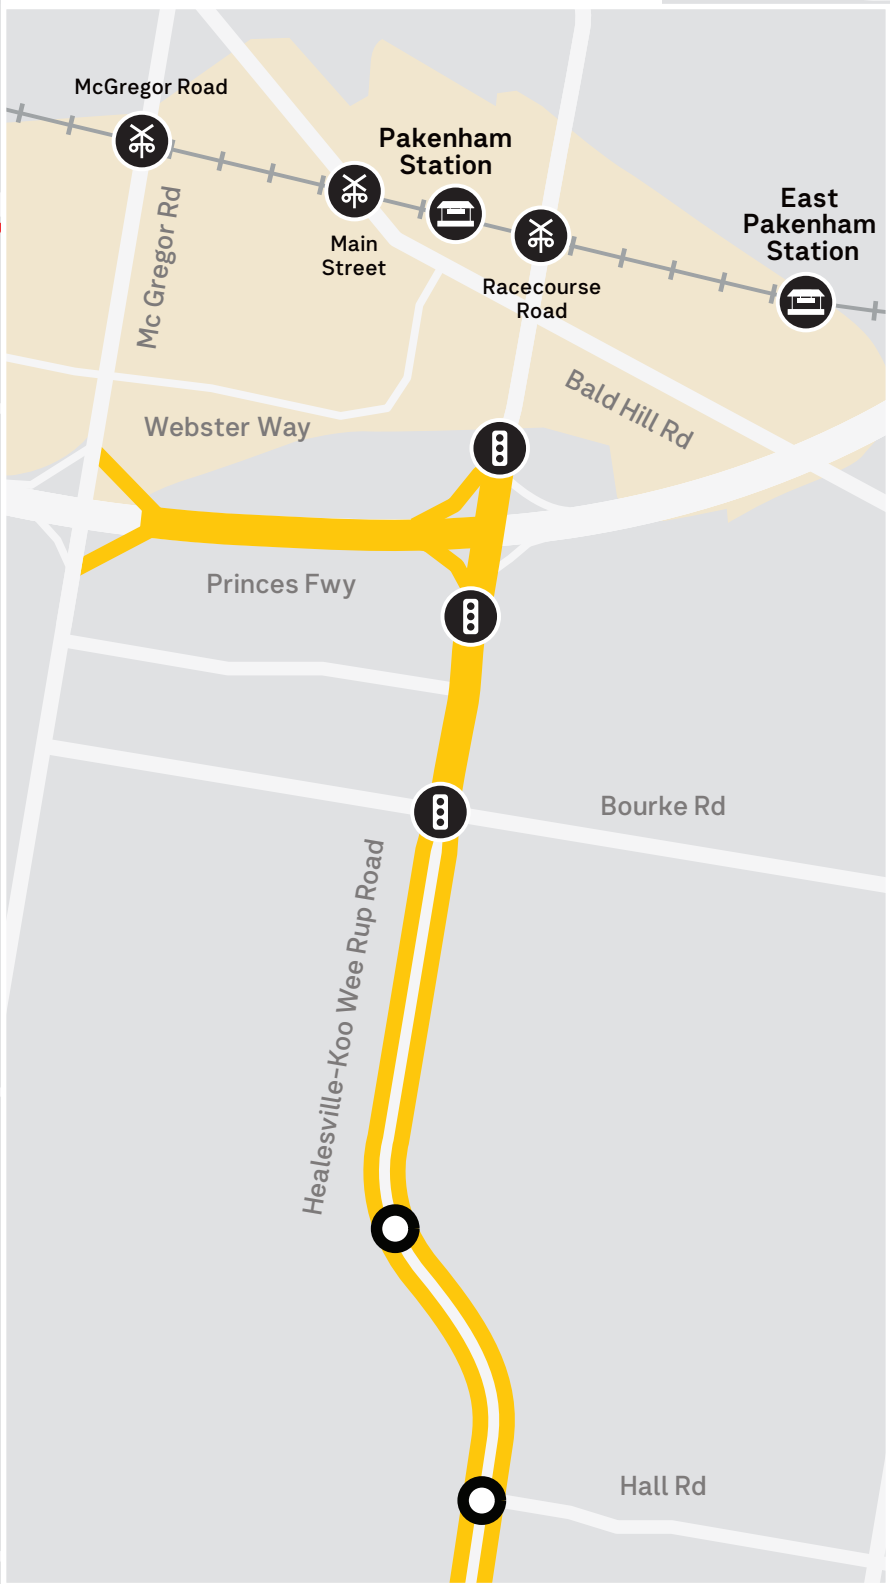 McGregor Road
Pakenham
Station
East
Pakenham
Station
Main
Street
Mc Gregor Rd
Racecourse
Road
Bald Hill Rd
Webster Way
Princes Fwy
Bourke Rd
Healesville-Koo Wee Rup Road
Hall Rd